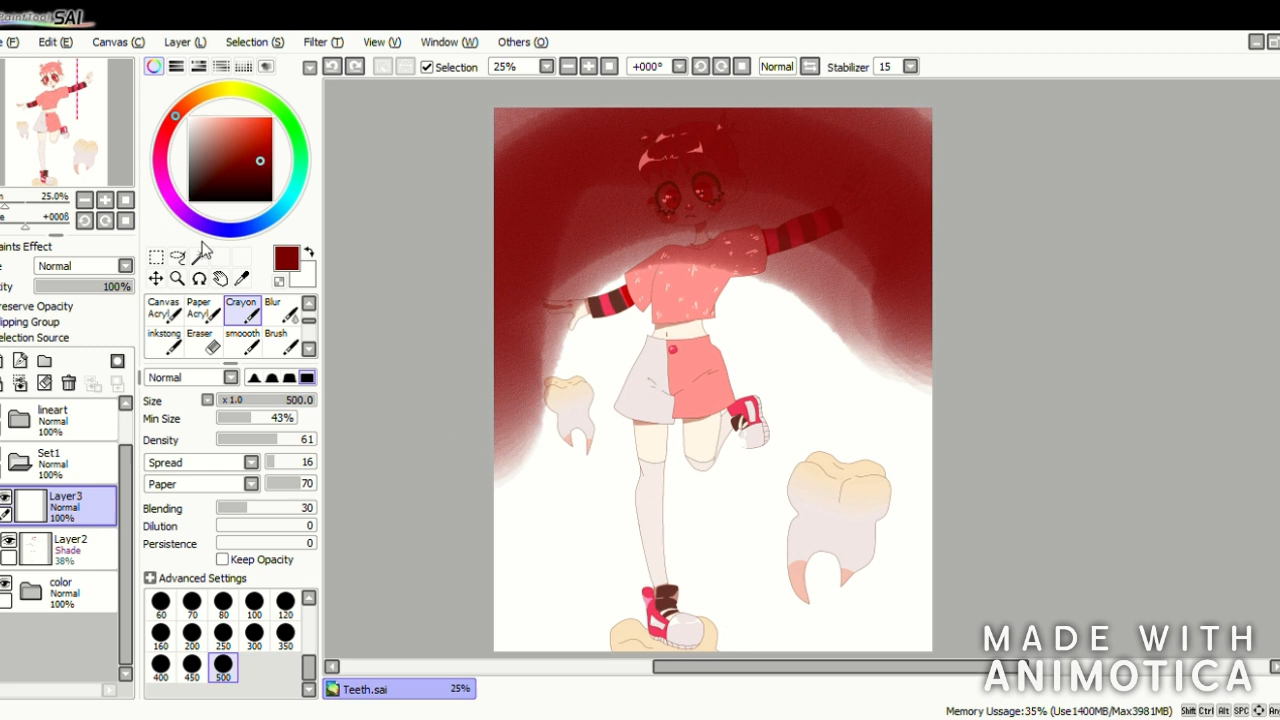 PaintTool SAI
e (F) Edit (E) Canvas (C) Layer (L) Selection (S) Filter (T) View (V) Window (W) Others (O)
Selection 25% +000° Normal Stabilizer 15
25.0%
+000ß
aints Effect
Normal
100%
reserve Opacity
lipping Group
election Source
lineart
Normal
100%
Set1
Normal
100%
Layer3
Normal
100%
Layer2
Shade
38%
color
Normal
100%
Canvas Paper Crayon Blur
Acryl Acryl
inkstong Eraser smoooth Brush
Normal
Size x 1.0 500.0
Min Size 43%
Density 61
Spread 16
Paper 70
Blending 30
Dilution 0
Persistence 0
Keep Opacity
Advanced Settings
60 70 80 100 120
160 200 250 300 350
400 450 500
Teeth.sai 25%
MADE WITH
ANIMOTICA
Memory Ussage:35% (Use1400MB/Max3981MB) Shift Ctrl Alt SPC An